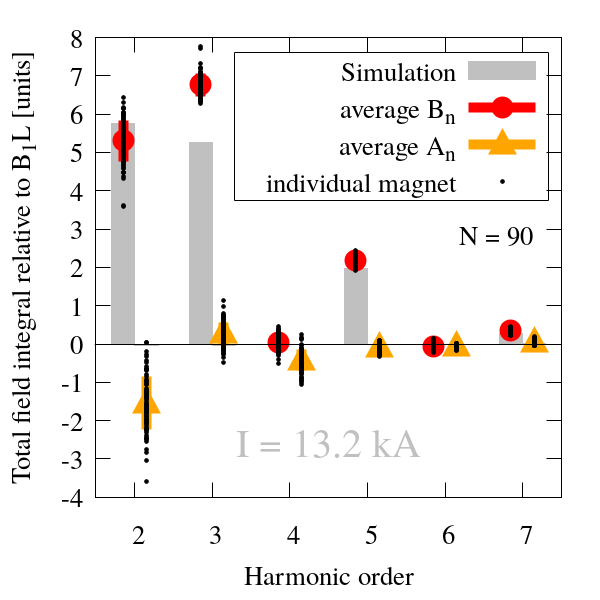 Total field integral relative to B₁L [units]
8
7
6
5
4
3
2
1
0
-1
-2
-3
-4
Simulation
average Bₙ
average Aₙ
individual magnet
N = 90
I = 13.2 kA
2 3 4 5 6 7
Harmonic order